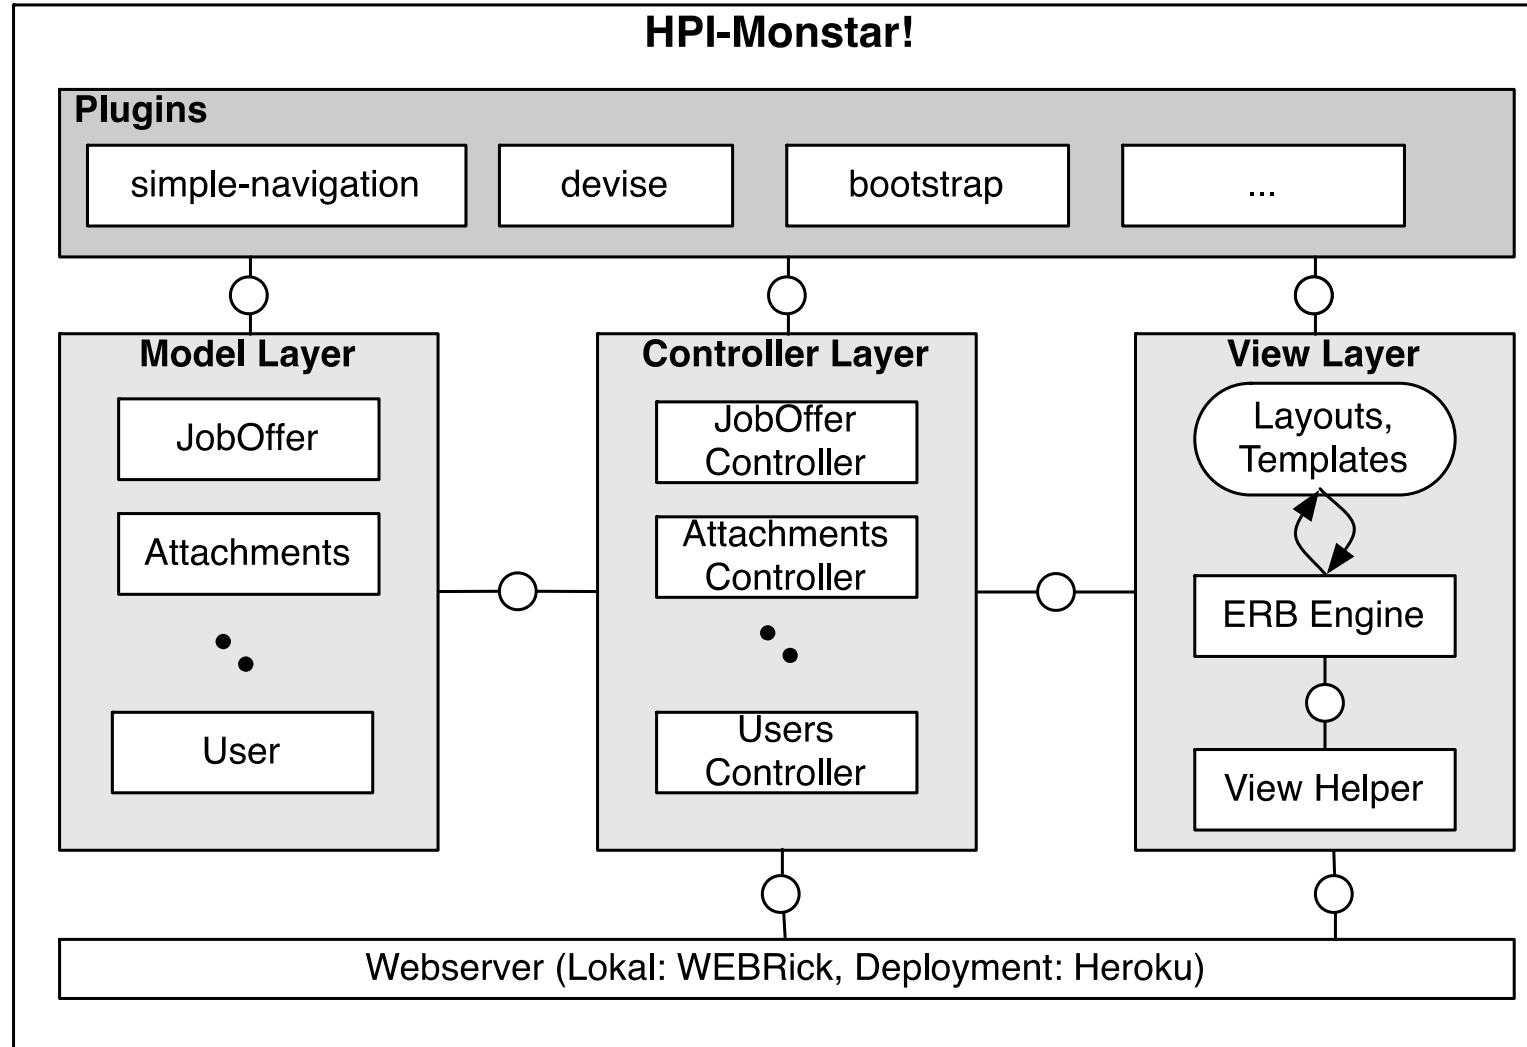 HPI-Monstar!
Plugins
simple-navigation
devise
bootstrap
...
Model Layer
JobOffer
Attachments
User
Controller Layer
JobOffer
Controller
Attachments
Controller
Users
Controller
View Layer
Layouts,
Templates
ERB Engine
View Helper
Webserver (Lokal: WEBRick, Deployment: Heroku)